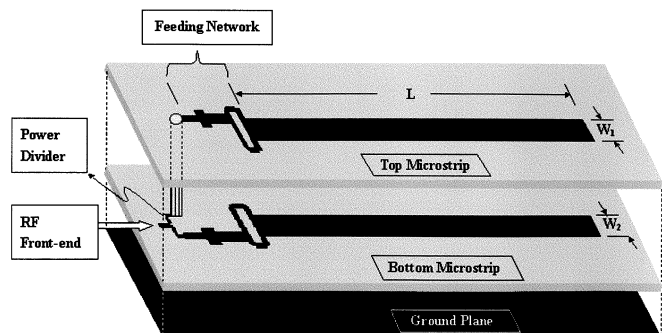 Feeding Network
L
W1
Top Microstrip
Power
Divider
RF
Front-end
W2
Bottom Microstrip
Ground Plane